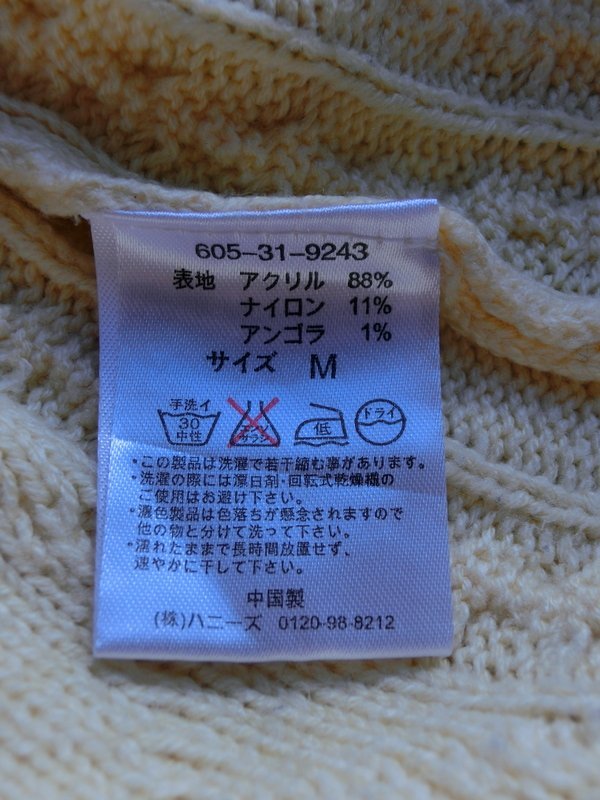 605-31-9243
表地 アクリル 88%
ナイロン 11%
アンゴラ 1%
サイズ M
手洗イ
30
中性
サラシ
低
ドライ
・この製品は洗濯で若干縮む事があります。
・洗濯の際には漂白剤・回転式乾燥機の
ご使用はお避け下さい。
・濃色製品は色落ちが懸念されますので
他の物と分けて洗って下さい。
・濡れたままで長時間放置せず、
速やかに干して下さい。
中国製
(株)ハニーズ 0120-98-8212